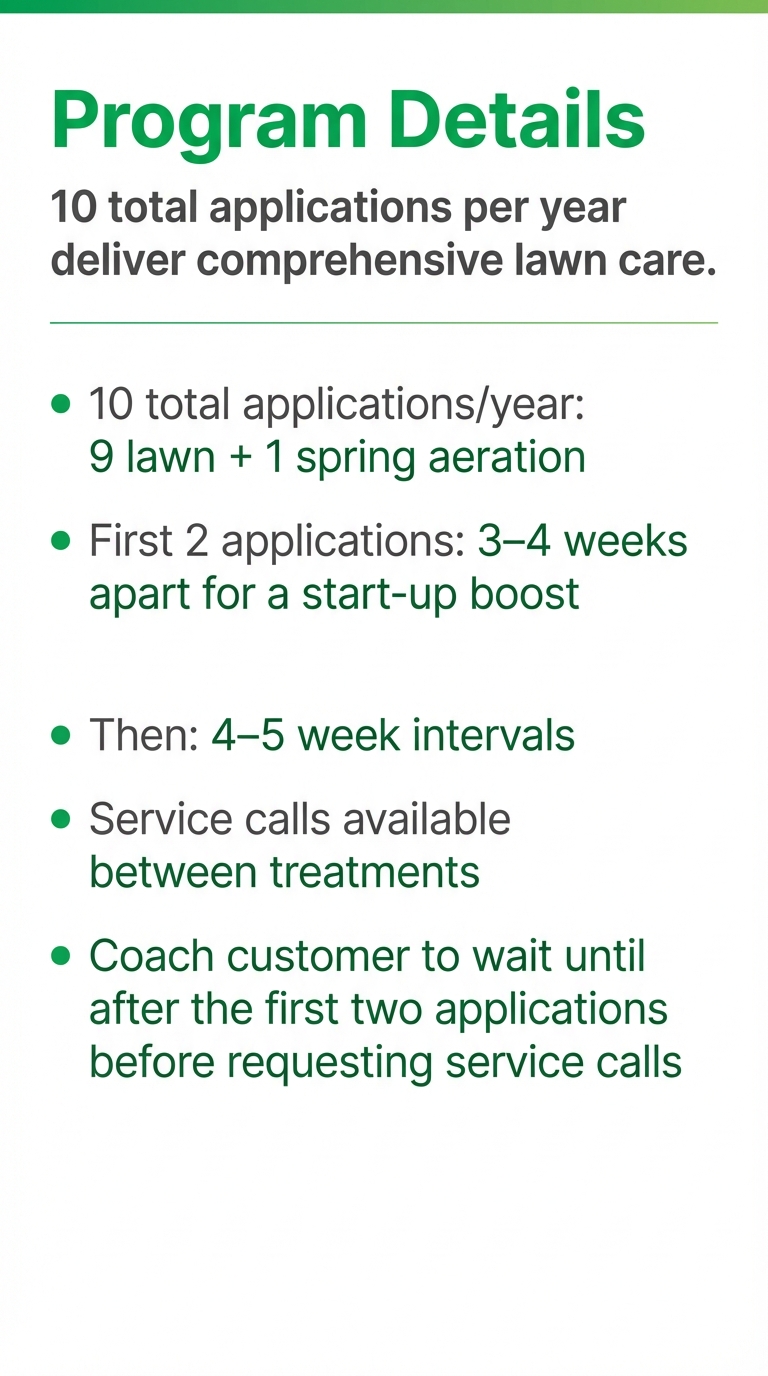 Program Details
10 total applications per year
deliver comprehensive lawn care.
• 10 total applications/year:
9 lawn + 1 spring aeration
• First 2 applications: 3–4 weeks
apart for a start-up boost
• Then: 4–5 week intervals
• Service calls available
between treatments
• Coach customer to wait until
after the first two applications
before requesting service calls